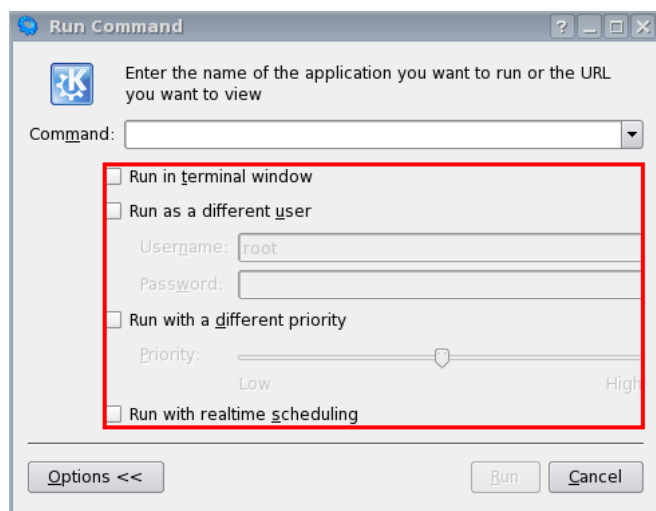 Run Command
Enter the name of the application you want to run or the URL
you want to view
Command:
Run in terminal window
Run as a different user
Username: root
Password:
Run with a different priority
Priority:
Low High
Run with realtime scheduling
Options << Run Cancel